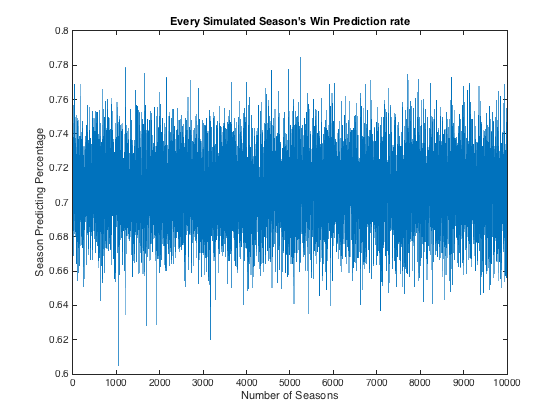 Every Simulated Season's Win Prediction rate
0.8
0.78
0.76
0.74
0.72
0.7
0.68
0.66
0.64
0.62
0.6
Season Predicting Percentage
0 1000 2000 3000 4000 5000 6000 7000 8000 9000 10000
Number of Seasons